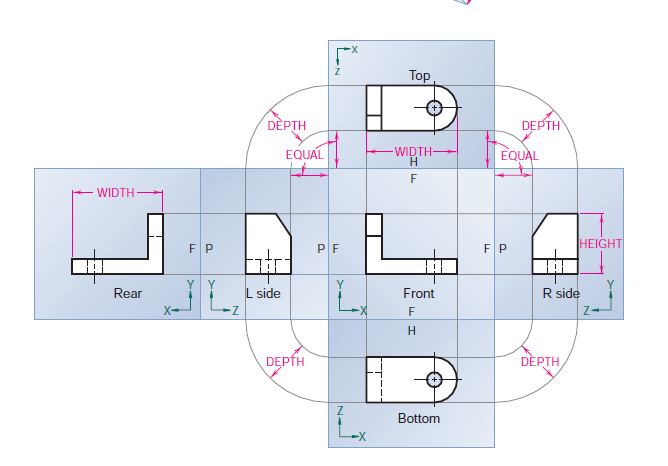 X
Z
Top
DEPTH
DEPTH
EQUAL
WIDTH
EQUAL
H
F
WIDTH
F P
P F
F P
HEIGHT
Rear
Y
Y
L side
Y
Front
R side
Y
X
Z
X
F
Z
H
DEPTH
DEPTH
Z
Bottom
X